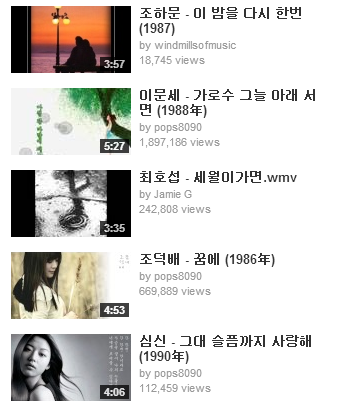 조하문 - 이 밤을 다시 한번
(1987)
by windmillsofmusic
18,745 views
3:57
이문세 - 가로수 그늘 아래 서
면 (1988年)
by pops8090
1,897,186 views
5:27
최호섭 - 세월이가면.wmv
by Jamie G
242,808 views
3:35
조덕배 - 꿈에 (1986年)
by pops8090
669,889 views
4:53
심신 - 그대 슬픔까지 사랑해
(1990年)
by pops8090
112,459 views
4:06